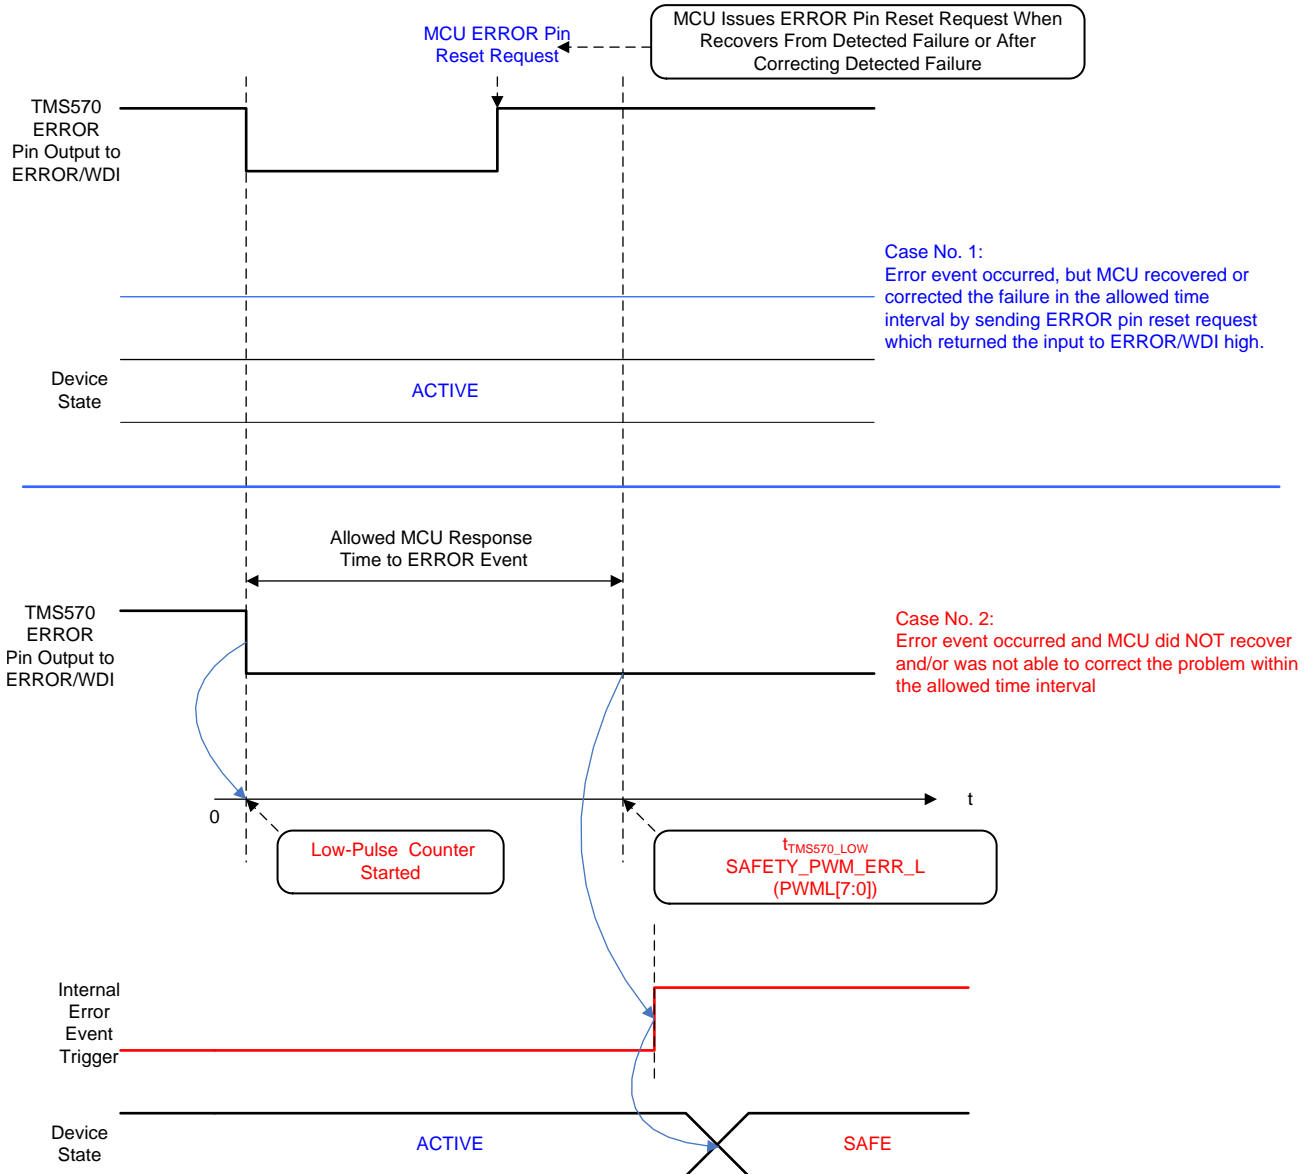 MCU ERROR Pin
Reset Request
MCU Issues ERROR Pin Reset Request When
Recovers From Detected Failure or After
Correcting Detected Failure
TMS570
ERROR
Pin Output to
ERROR/WDI
Case No. 1:
Error event occurred, but MCU recovered or
corrected the failure in the allowed time
interval by sending ERROR pin reset request
which returned the input to ERROR/WDI high.
Device
State
ACTIVE
Allowed MCU Response
Time to ERROR Event
TMS570
ERROR
Pin Output to
ERROR/WDI
Case No. 2:
Error event occurred and MCU did NOT recover
and/or was not able to correct the problem within
the allowed time interval
0
t
Low-Pulse Counter
Started
tTMS570_LOW
SAFETY_PWM_ERR_L
(PWML[7:0])
Internal
Error
Event
Trigger
Device
State
ACTIVE
SAFE